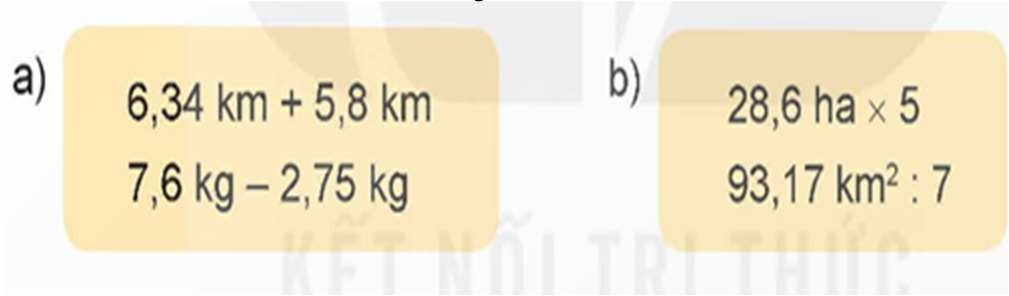 a)
6,34 km + 5,8 km
7,6 kg – 2,75 kg
b)
28,6 ha × 5
93,17 km² : 7
KẾT NỐI TRI THỨC